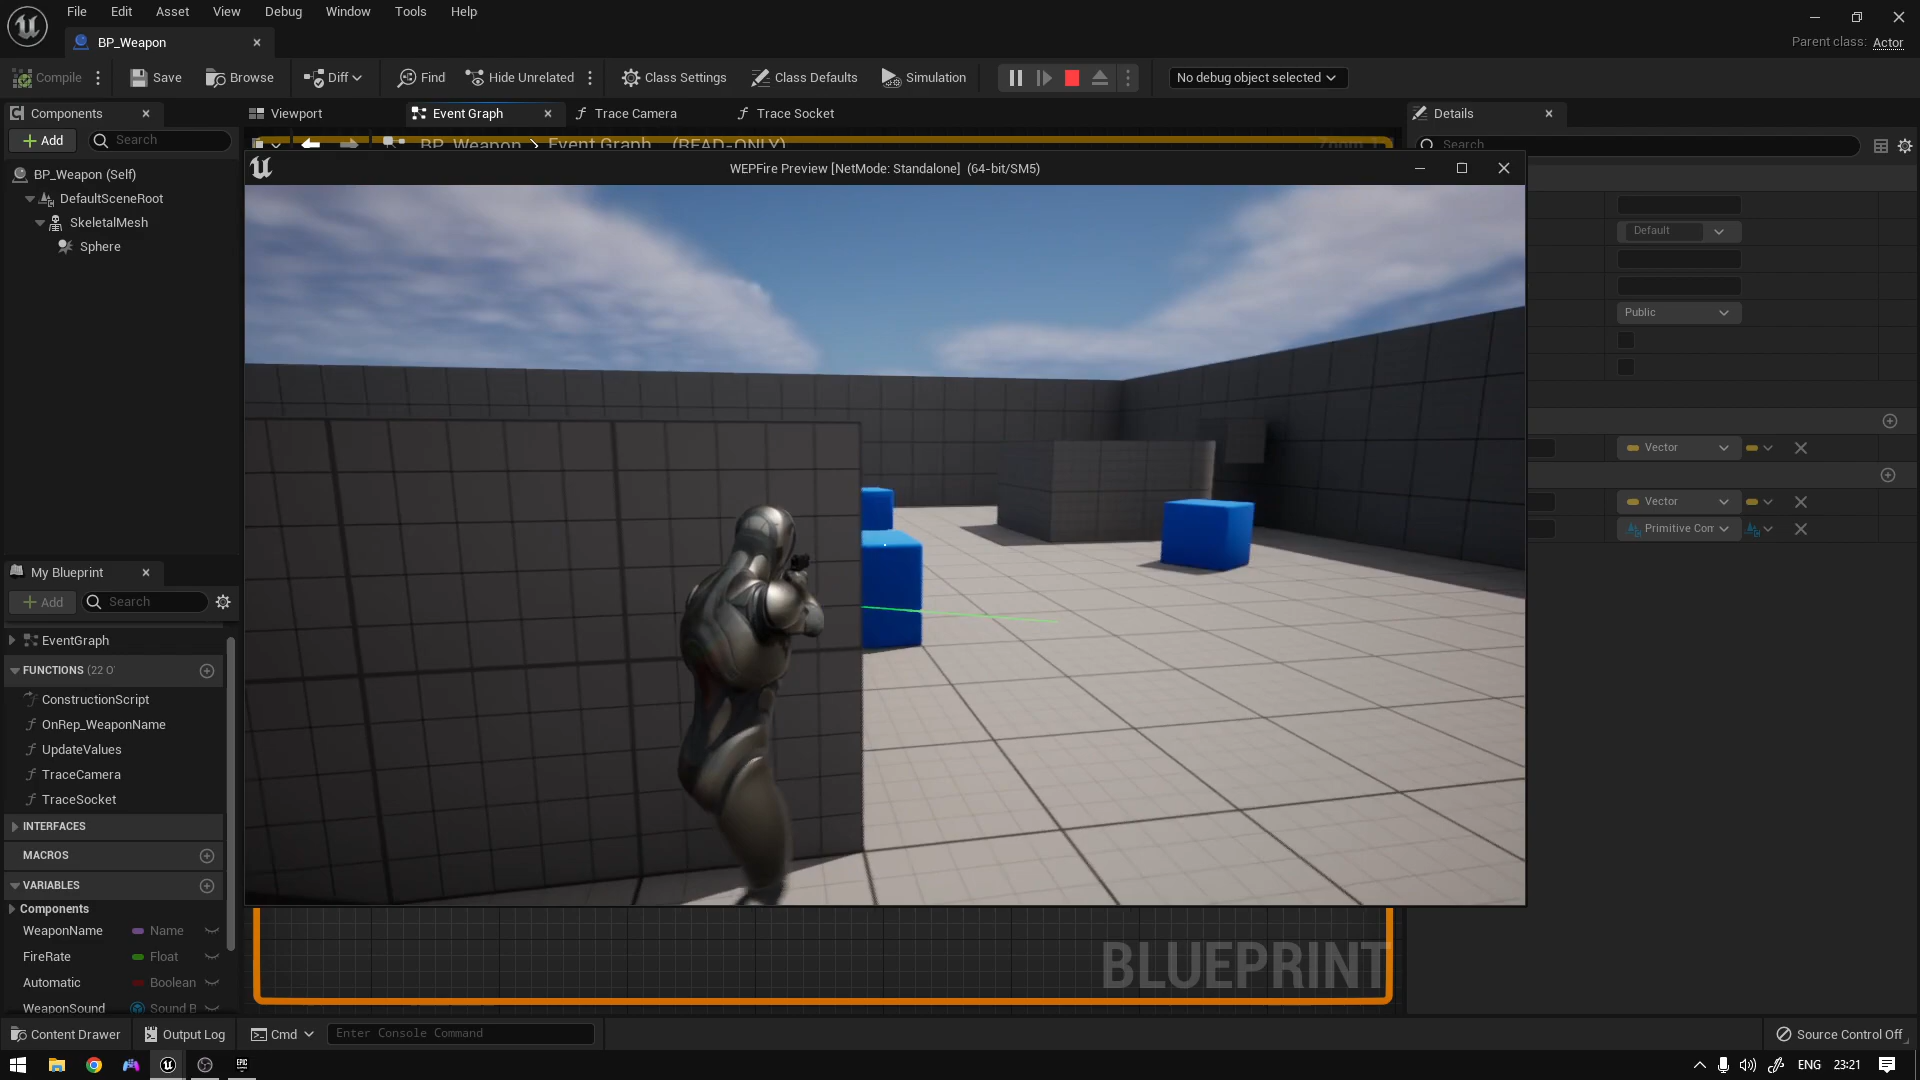 File Edit Asset View Debug Window Tools Help
BP_Weapon
Parent class: Actor
Compile Save Browse Diff Find Hide Unrelated Class Settings Class Defaults Simulation No debug object selected
Components Viewport Event Graph Trace Camera Trace Socket Details
Add Search BP_Weapon > Event Graph (READ-ONLY) Zoom Search
WEPFire Preview [NetMode: Standalone] (64-bit/SM5)
BP_Weapon (Self)
DefaultSceneRoot
SkeletalMesh
Sphere
Default
Public
Vector
Vector
Primitive Com
My Blueprint
Add Search
EventGraph
FUNCTIONS (22 O
ConstructionScript
OnRep_WeaponName
UpdateValues
TraceCamera
TraceSocket
INTERFACES
MACROS
VARIABLES
Components
WeaponName Name
FireRate Float
Automatic Boolean
WeaponSound Sound B
BLUEPRINT
Content Drawer Output Log Cmd Enter Console Command Source Control Off
EPIC
ENG 23:21